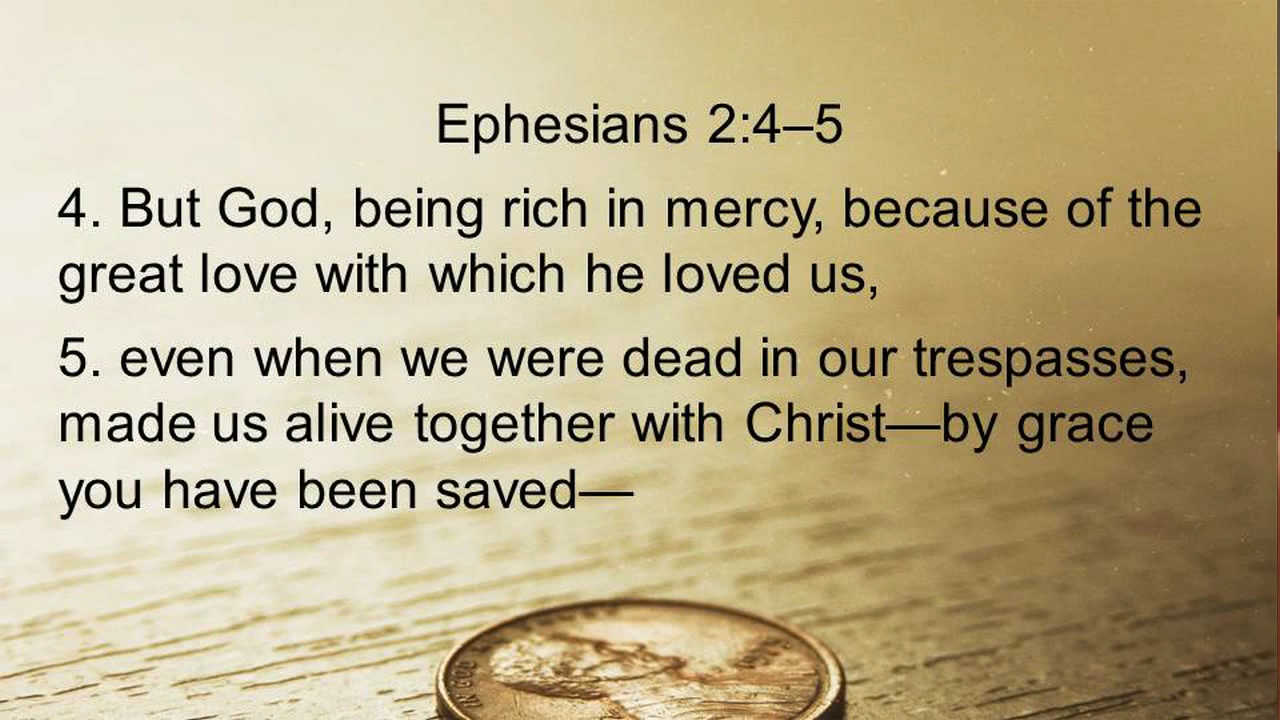 Ephesians 2:4–5
4. But God, being rich in mercy, because of the
great love with which he loved us,
5. even when we were dead in our trespasses,
made us alive together with Christ—by grace
you have been saved—